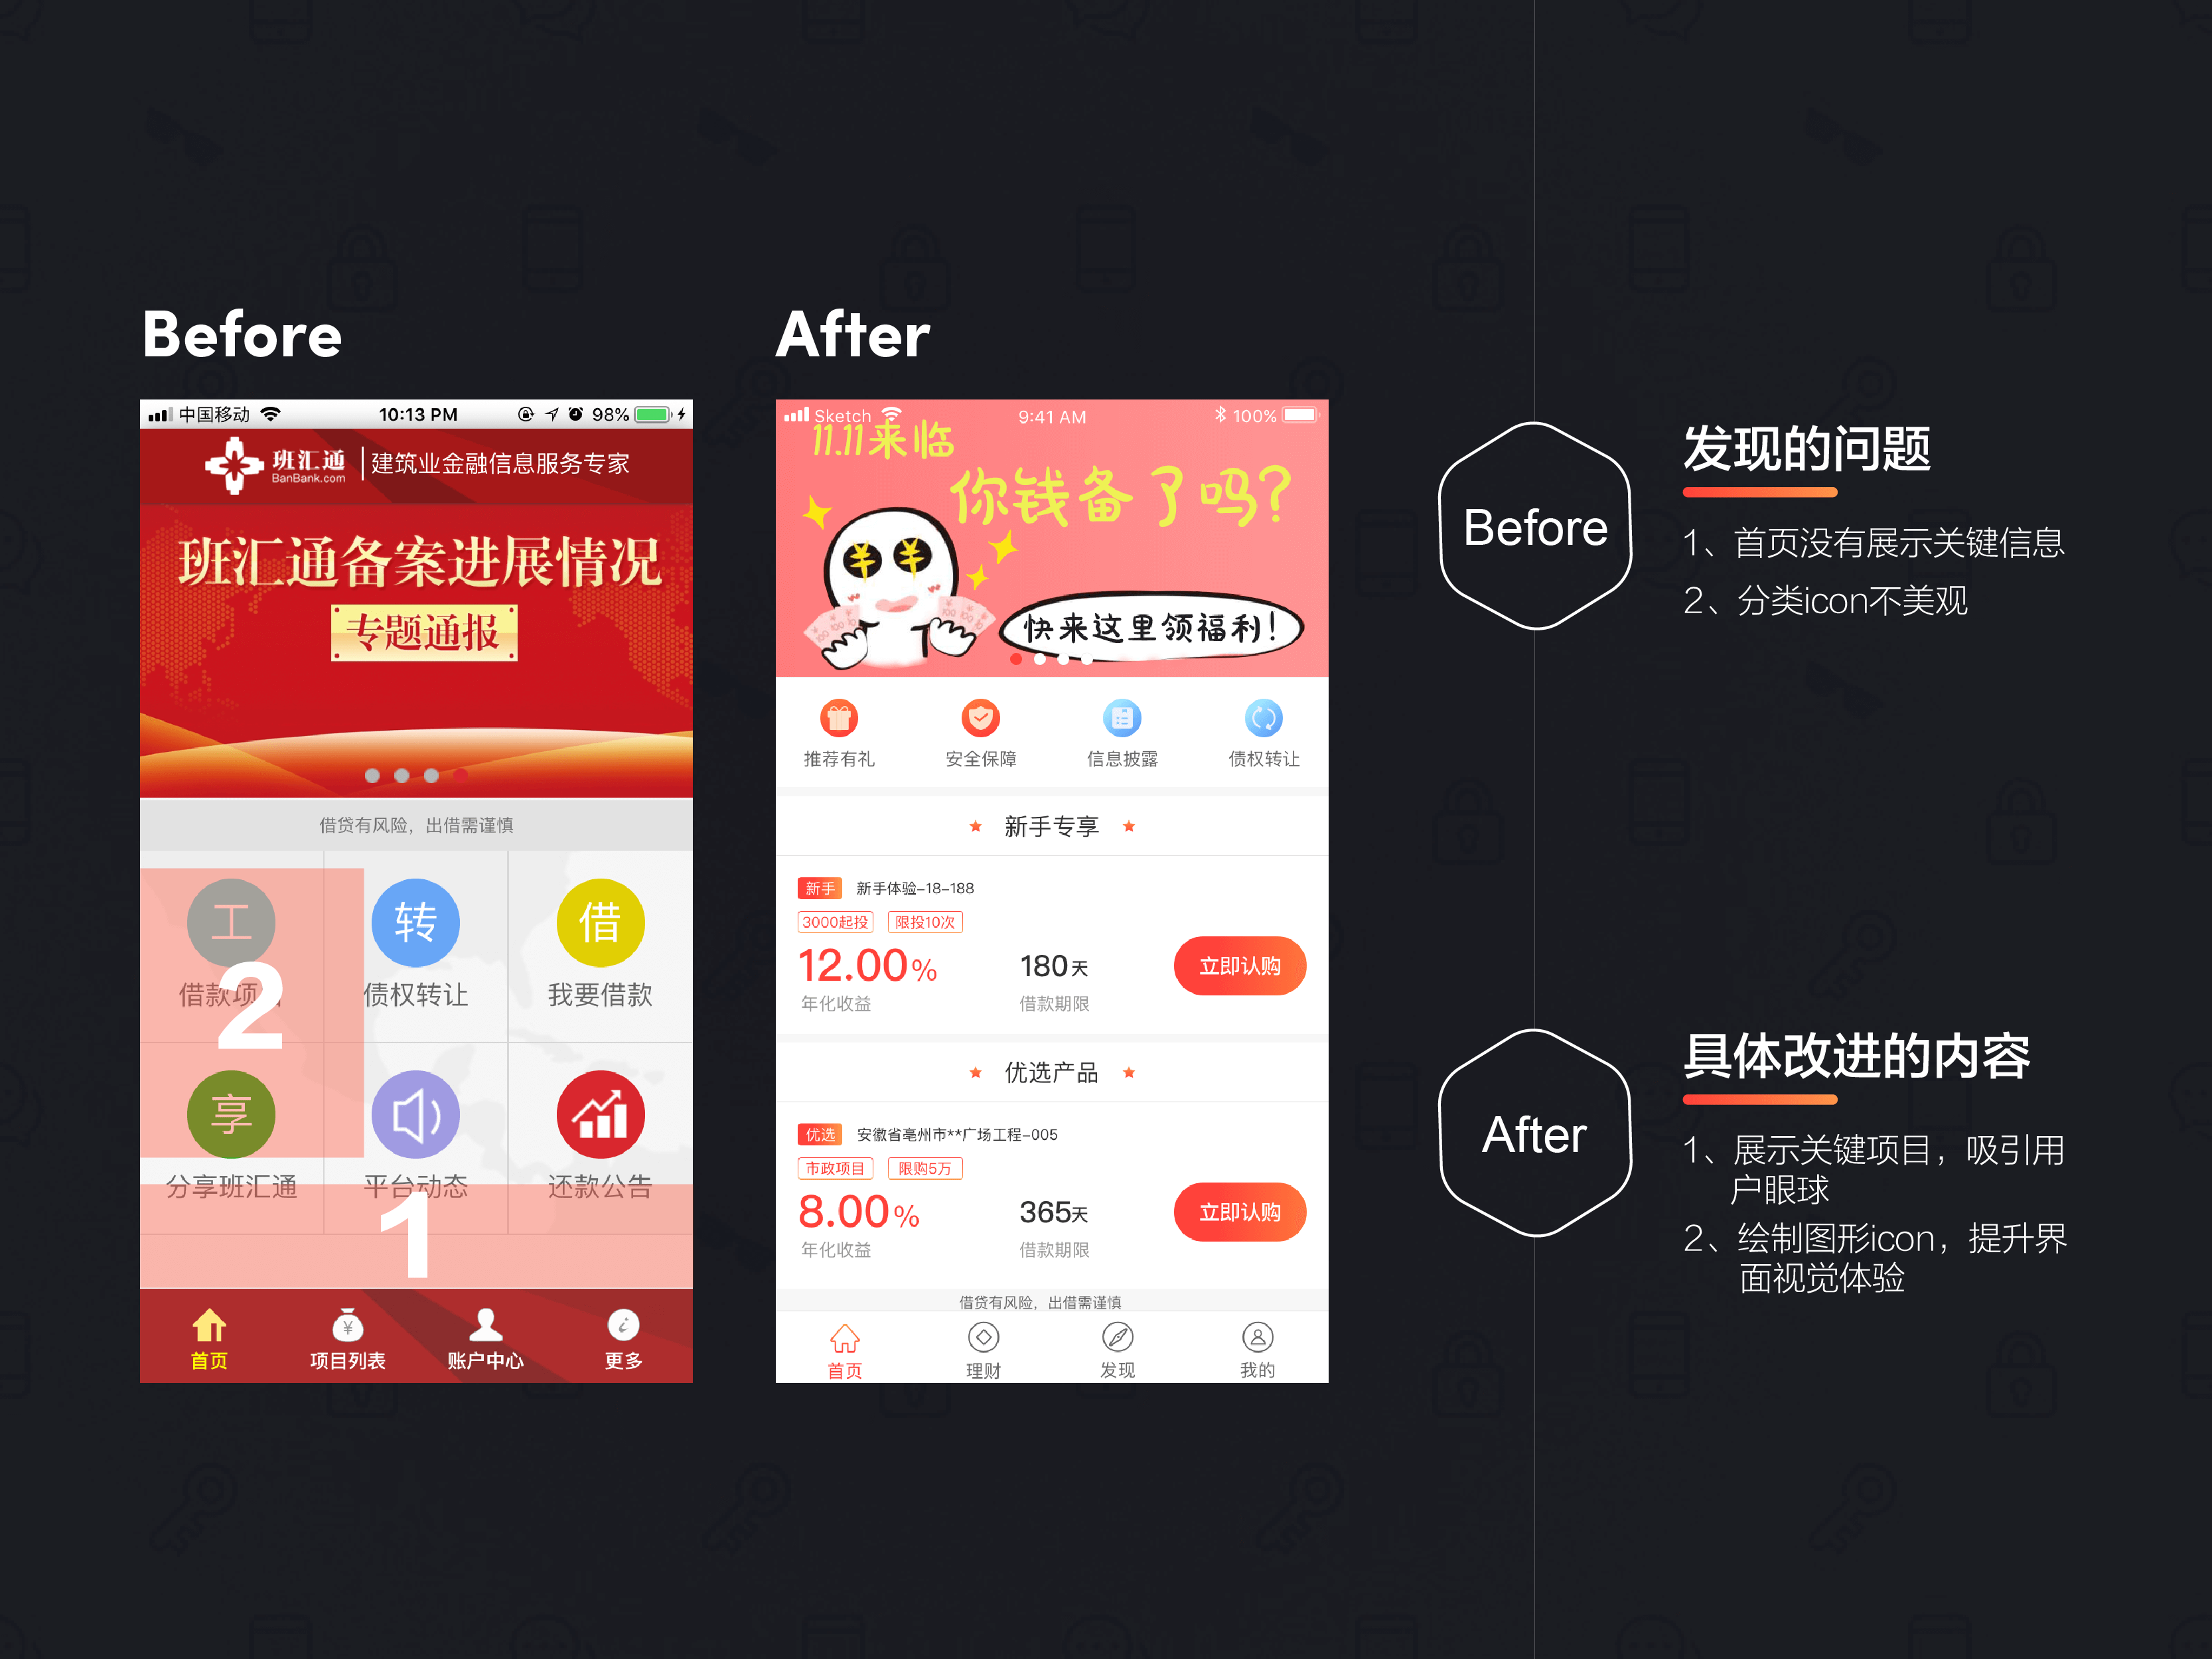 Before
After
中国移动
10:13 PM
98%
班汇通
BanBank.com
建筑业金融信息服务专家
班汇通备案进展情况
专题通报
借贷有风险，出借需谨慎
工
转
借
2
债权转让
我要借款
享
分享班汇通
平台动态
还款公告
1
首页
项目列表
账户中心
更多
Sketch
9:41 AM
100%
11.11来临
你钱备了吗?
快来这里领福利!
推荐有礼
安全保障
信息披露
债权转让
新手专享
新手 新手体验-18-188
3000起投 限投10次
12.00% 180天 立即认购
年化收益 借款期限
优选产品
优选 安徽省亳州市**广场工程-005
市政项目 限购5万
8.00% 365天 立即认购
年化收益 借款期限
借贷有风险，出借需谨慎
首页
理财
发现
我的
Before
发现的问题
1、首页没有展示关键信息
2、分类icon不美观
After
具体改进的内容
1、展示关键项目，吸引用
户眼球
2、绘制图形icon，提升界
面视觉体验